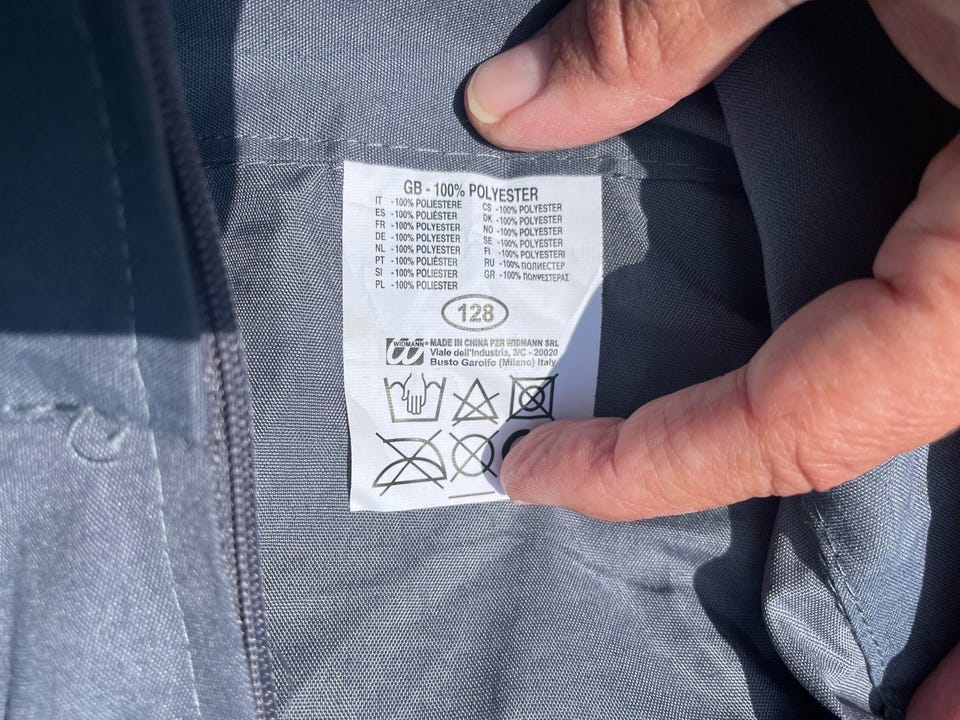 GB - 100% POLYESTER
IT -100% POLIESTERE
ES -100% POLIÉSTER
FR -100% POLYESTER
DE -100% POLYESTER
NL -100% POLYESTER
PT -100% POLIÉSTER
SI -100% POLIESTER
PL -100% POLIESTER
CS -100% POLYESTER
DK -100% POLYESTER
NO -100% POLYESTER
SE -100% POLYESTER
FI -100% POLYESTERI
RU -100% ПОЛИЕСТЕР
GR -100% ΠΟΛΥΕΣΤΕΡΑΣ
128
WIDMANN®
MADE IN CHINA PER WIDMANN SRL
Viale dell'Industria, 3/C - 20020
Busto Garolfo (Milano) Italy